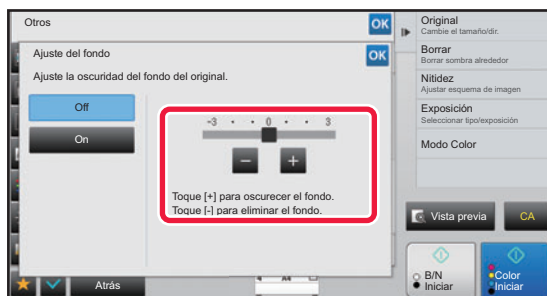 Otros
OK
Ajuste del fondo
OK
Ajuste la oscuridad del fondo del original.
Off
On
-3 0 3
- +
Toque [+] para oscurecer el fondo.
Toque [-] para eliminar el fondo.
Atrás
A4
Original
Cambie el tamaño/dir.
Borrar
Borrar sombra alrededor
Nitidez
Ajustar esquema de imagen
Exposición
Seleccionar tipo/exposición
Modo Color
Vista previa
CA
B/N
Iniciar
Color
Iniciar